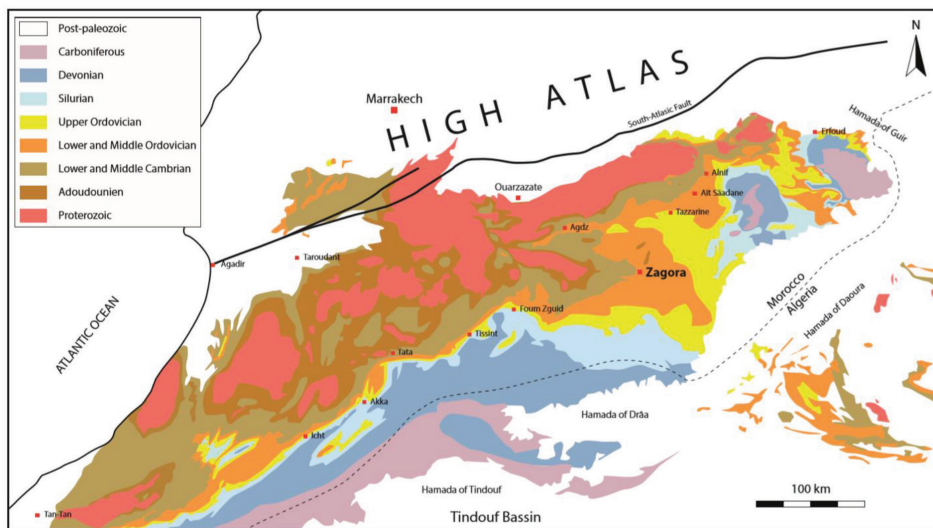 Post-paleozoic
Carboniferous
Devonian
Silurian
Upper Ordovician
Lower and Middle Ordovician
Lower and Middle Cambrian
Adoudounien
Proterozoic
N
HIGH ATLAS
Marrakech
South-Atlasic Fault
Hamada of Guir
Erfoud
Alnif
Ouarzazate
Aït Saadane
Tazzarine
Agdz
Taroudant
Agadir
Zagora
Morocco
Algeria
ATLANTIC OCEAN
Foum Zguid
Hamada of Daoura
Tissint
Tata
Akka
Hamada of Drâa
Icht
Hamada of Tindouf
100 km
Tan-Tan
Tindouf Bassin